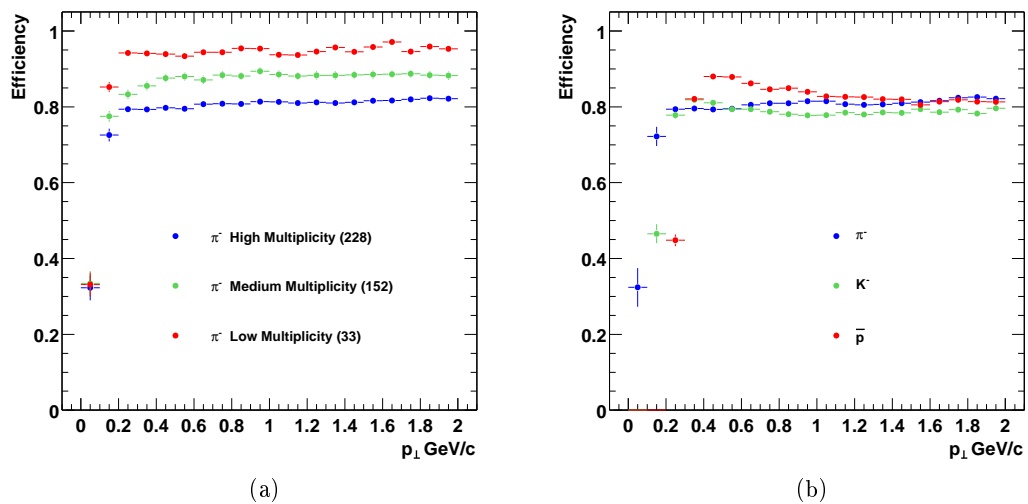 Efficiency
1
0.8
0.6
0.4
0.2
0
π⁻ High Multiplicity (228)
π⁻ Medium Multiplicity (152)
π⁻ Low Multiplicity (33)
0 0.2 0.4 0.6 0.8 1 1.2 1.4 1.6 1.8 2
p⊥ GeV/c
(a)
Efficiency
1
0.8
0.6
0.4
0.2
0
π⁻
K⁻
p̅
0 0.2 0.4 0.6 0.8 1 1.2 1.4 1.6 1.8 2
p⊥ GeV/c
(b)